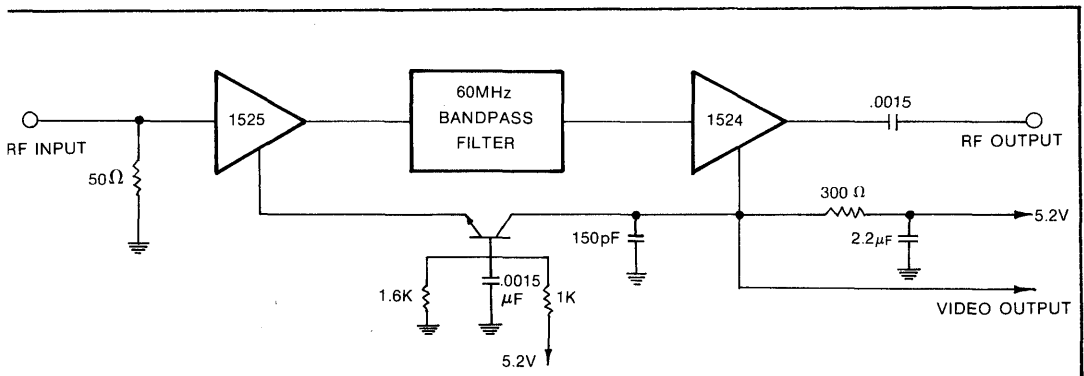 60MHz
BANDPASS
FILTER
1525
1524
.0015
RF INPUT
RF OUTPUT
50Ω
300 Ω
5.2V
150pF
2.2μF
1.6K
.0015
μF
1K
VIDEO OUTPUT
5.2V